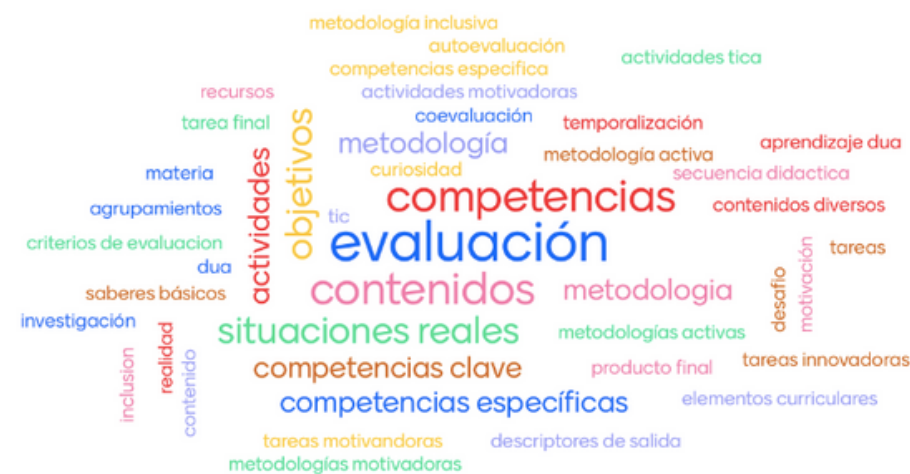 metodología inclusiva
autoevaluación
competencias especifica
actividades tica
recursos
actividades motivadoras
tarea final
coevaluación
temporalización
objetivos
metodología
metodología activa
aprendizaje dua
actividades
curiosidad
secuencia didactica
materia
competencias
contenidos diversos
agrupamientos
tic
criterios de evaluacion
evaluación
tareas
dua
motivación
desafio
saberes básicos
contenidos
metodologia
investigación
situaciones reales
metodologías activas
inclusion
realidad
contenido
competencias clave
producto final
tareas innovadoras
competencias específicas
elementos curriculares
tareas motivandoras
descriptores de salida
metodologías motivadoras